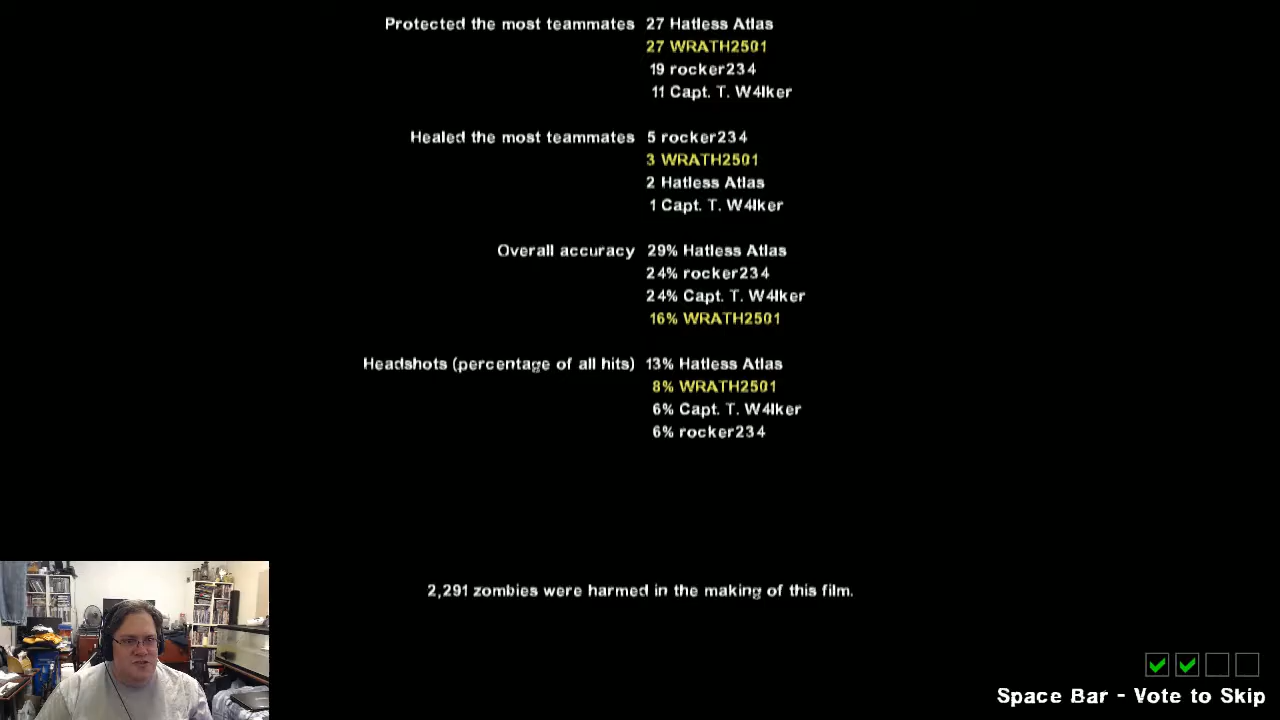 Protected the most teammates 27 Hatless Atlas
27 WRATH2501
19 rocker234
11 Capt. T. W4lker
Healed the most teammates 5 rocker234
3 WRATH2501
2 Hatless Atlas
1 Capt. T. W4lker
Overall accuracy 29% Hatless Atlas
24% rocker234
24% Capt. T. W4lker
16% WRATH2501
Headshots (percentage of all hits) 13% Hatless Atlas
8% WRATH2501
6% Capt. T. W4lker
6% rocker234
2,291 zombies were harmed in the making of this film.
Space Bar - Vote to Skip